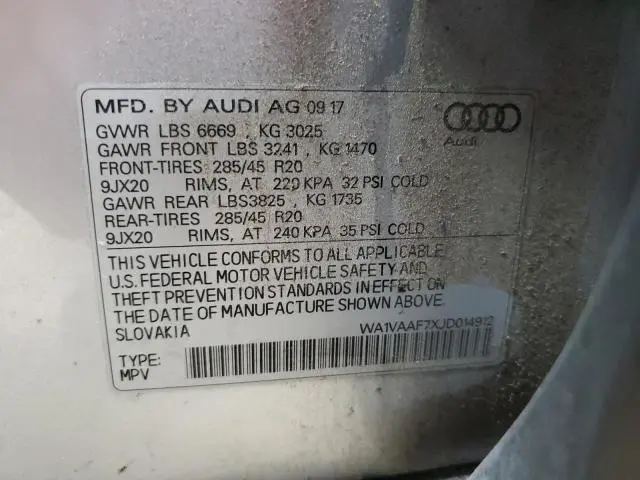 MFD. BY AUDI AG 09 17
GVWR LBS 6669 , KG 3025
GAWR FRONT LBS 3241 , KG 1470
FRONT-TIRES 285/45 R20
9JX20 RIMS, AT 220 KPA 32 PSI COLD
GAWR REAR LBS3825 , KG 1735
REAR-TIRES 285/45 R20
9JX20 RIMS, AT 240 KPA 35 PSI COLD
Audi
THIS VEHICLE CONFORMS TO ALL APPLICABLE
U.S. FEDERAL MOTOR VEHICLE SAFETY AND
THEFT PREVENTION STANDARDS IN EFFECT ON
THE DATE OF MANUFACTURE SHOWN ABOVE.
SLOVAKIA WA1VAAF7XJD014912
TYPE:
MPV